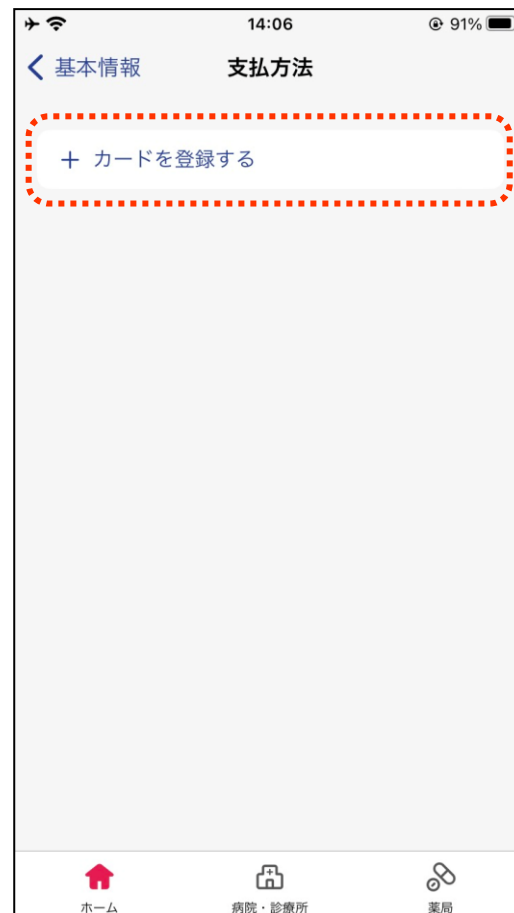 14:06
91%
基本情報
支払方法
+ カードを登録する
ホーム
病院・診療所
薬局